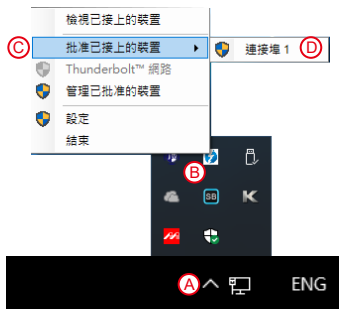 檢視已接上的裝置
C 批准已接上的裝置 連接埠 1 D
Thunderbolt™ 網路
管理已批准的裝置
設定
結束
B
SB K
A ENG